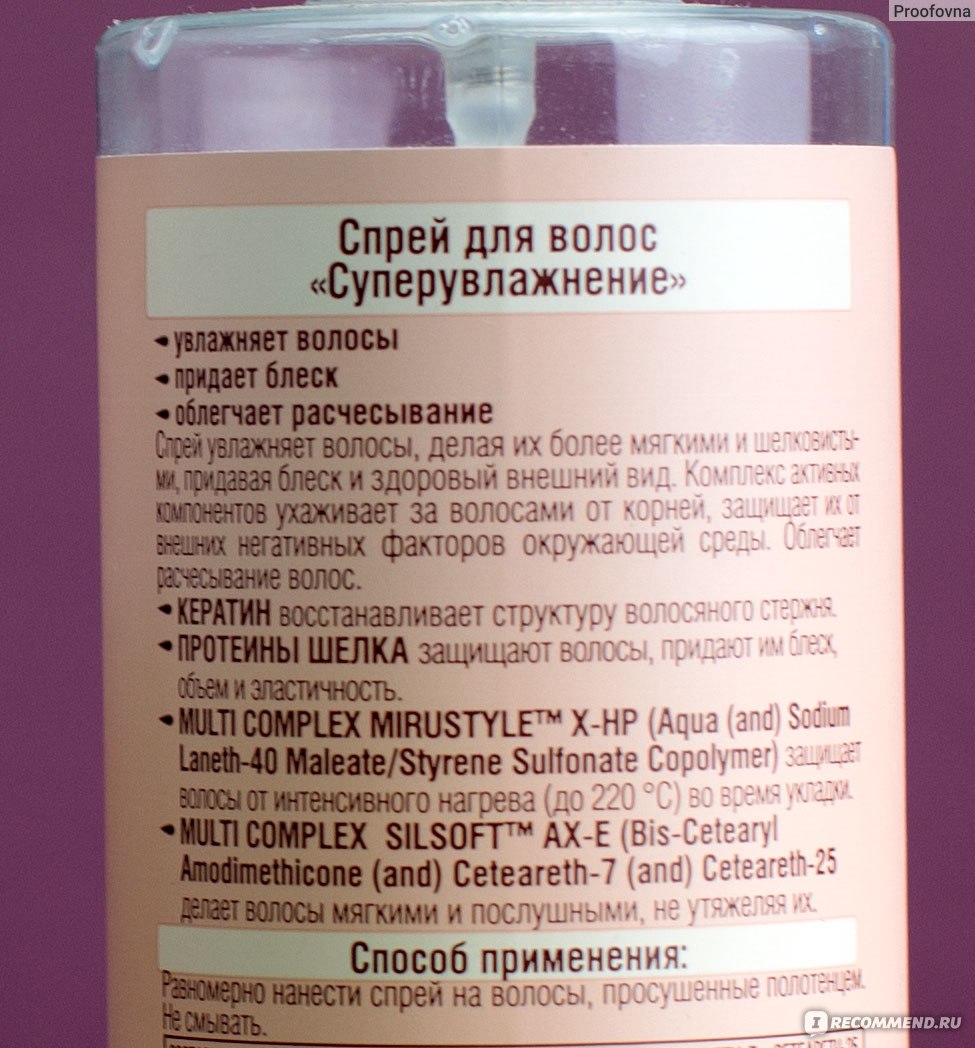 Proofovna
Спрей для волос
«Суперувлажнение»
увлажняет волосы
придает блеск
облегчает расчесывание
Спрей увлажняет волосы, делая их более мягкими и шелковисты-
ми, придавая блеск и здоровый внешний вид. Комплекс активных
компонентов ухаживает за волосами от корней, защищает их от
внешних негативных факторов окружающей среды. Облегчает
расчесывание волос.
КЕРАТИН восстанавливает структуру волосяного стержня.
ПРОТЕИНЫ ШЕЛКА защищают волосы, придают им блеск,
объем и эластичность.
MULTI COMPLEX MIRUSTYLE™ X-HP (Aqua (and) Sodium
Laneth-40 Maleate/Styrene Sulfonate Copolymer) защищает
волосы от интенсивного нагрева (до 220 °С) во время укладки.
MULTI COMPLEX SILSOFT™ AX-E (Bis-Cetearyl
Amodimethicone (and) Ceteareth-7 (and) Ceteareth-25
делает волосы мягкими и послушными, не утяжеляя их.
Способ применения:
Равномерно нанести спрей на волосы, просушенные полотенцем.
Не смывать.
IRECOMMEND.RU